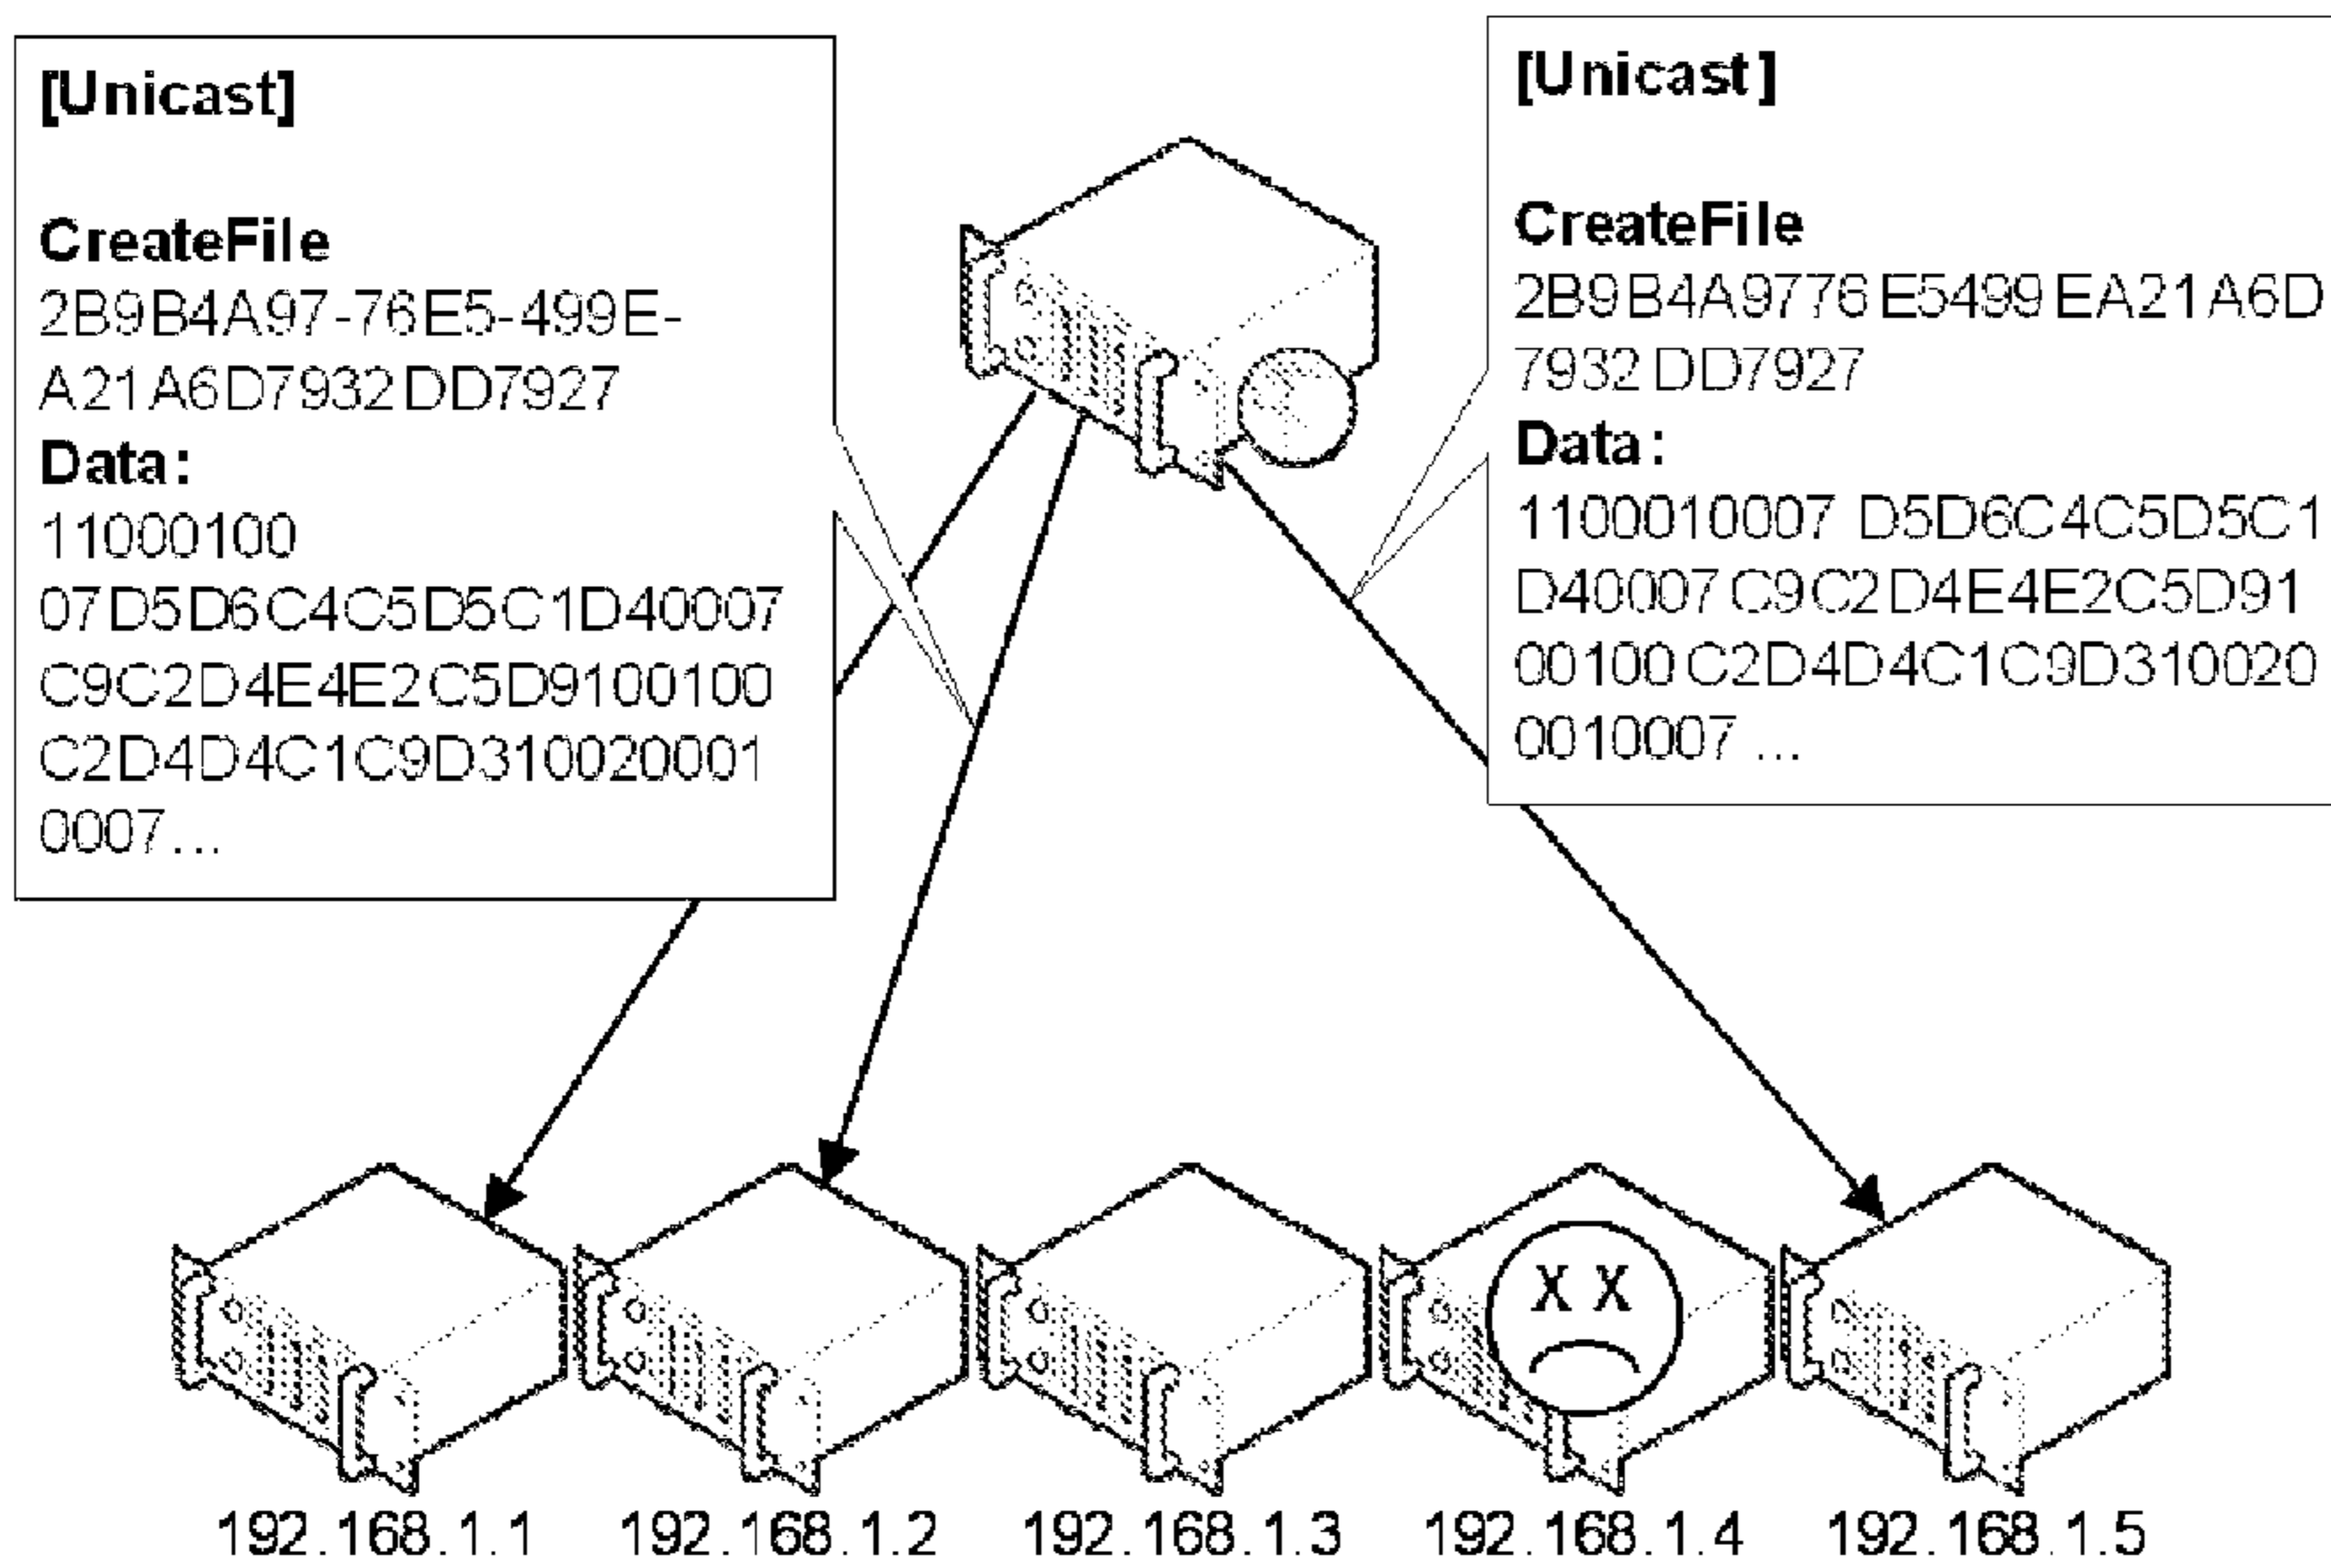 [Unicast]
CreateFile
2B9B4A97-76E5-499E-
A21A6D7932DD7927
Data:
11000100
07D5D6C4C5D5C1D40007
C9C2D4E4E2C5D9100100
C2D4D4C1C9D310020001
0007...
[Unicast]
CreateFile
2B9B4A9776E5499EA21A6D
7932DD7927
Data:
1100010007 D5D6C4C5D5C1
D40007C9C2D4E4E2C5D91
00100C2D4D4C1C9D310020
0010007 ...
X X
192.168.1.1
192.168.1.2
192.168.1.3
192.168.1.4
192.168.1.5